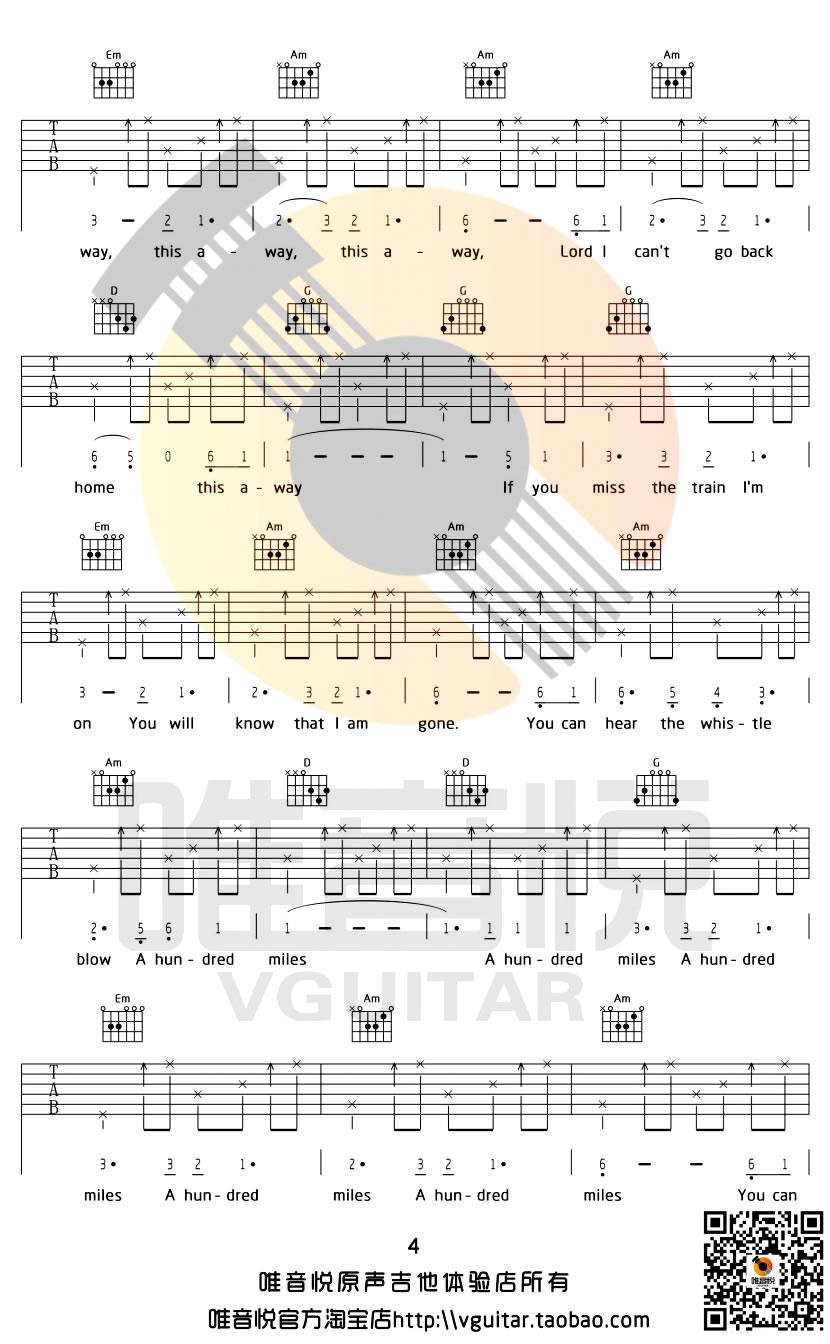 Em Am Am Am
T
A
B
3 – 2 1• 2• 3 2 1• 6 – – 6 1 2• 3 2 1•
way, this a - way, this a - way, Lord I can't go back
D G G G
T
A
B
6 5 0 6 1 1 – – – 1 – 5 1 3• 3 2 1•
home this a - way If you miss the train I'm
Em Am Am Am
T
A
B
3 – 2 1• 2• 3 2 1• 6 – – 6 1 6• 5 4 3•
on You will know that I am gone. You can hear the whis - tle
Am D D G
T
A
B
2• 5 6 1 1 – – – 1• 1 1 1 3• 3 2 1•
blow A hun - dred miles A hun - dred miles A hun - dred
唯音悦
VGUITAR
Em Am Am
T
A
B
3• 3 2 1• 2• 3 2 1• 6 – – 6 1
miles A hun - dred miles A hun - dred miles You can
4
唯音悦原声吉他体验店所有
唯音悦官方淘宝店http:\\vguitar.taobao.com